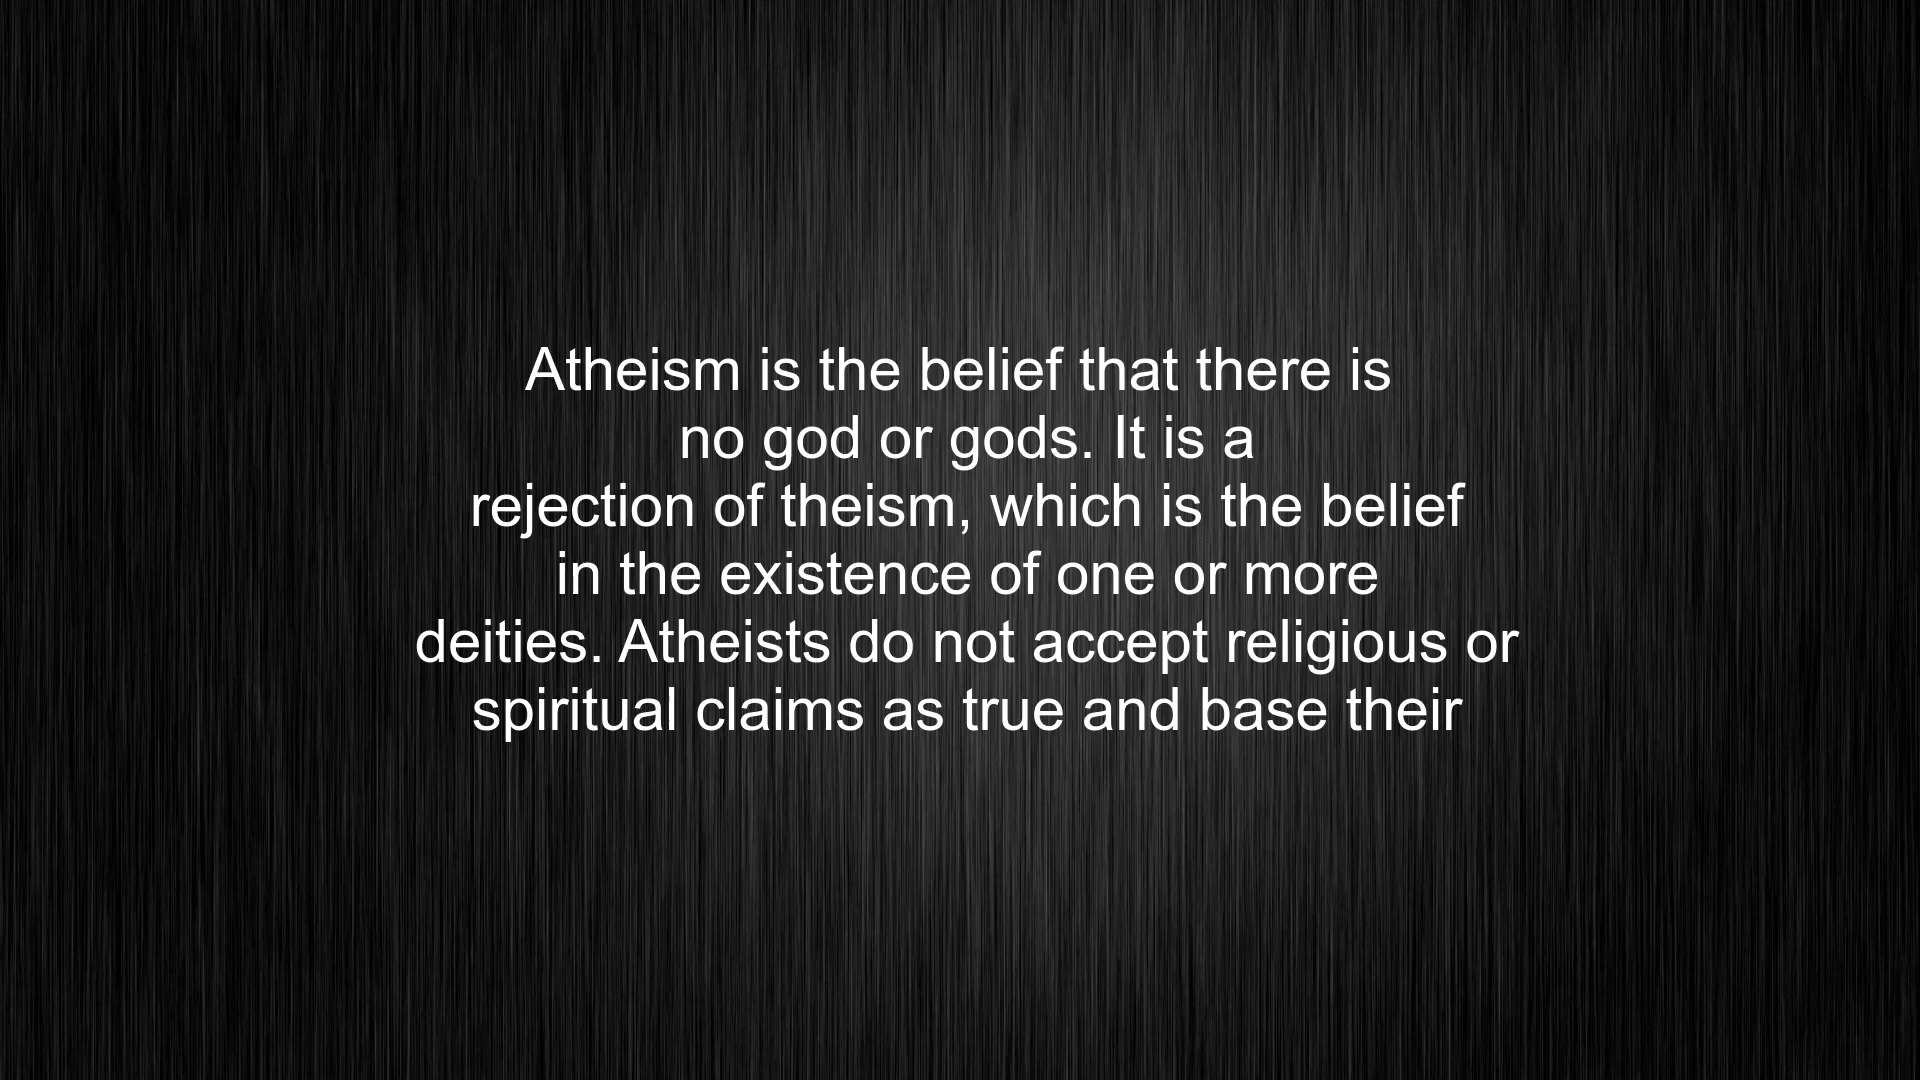 Atheism is the belief that there is
no god or gods. It is a
rejection of theism, which is the belief
in the existence of one or more
deities. Atheists do not accept religious or
spiritual claims as true and base their